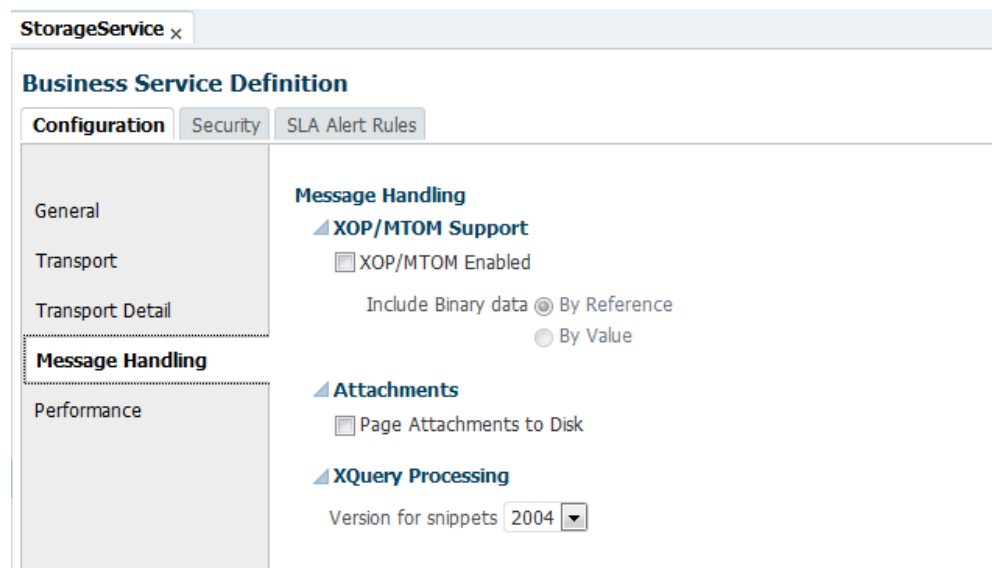 StorageService ×
Business Service Definition
Configuration Security SLA Alert Rules
General
Transport
Transport Detail
Message Handling
Performance
Message Handling
XOP/MTOM Support
XOP/MTOM Enabled
Include Binary data By Reference
By Value
Attachments
Page Attachments to Disk
XQuery Processing
Version for snippets 2004